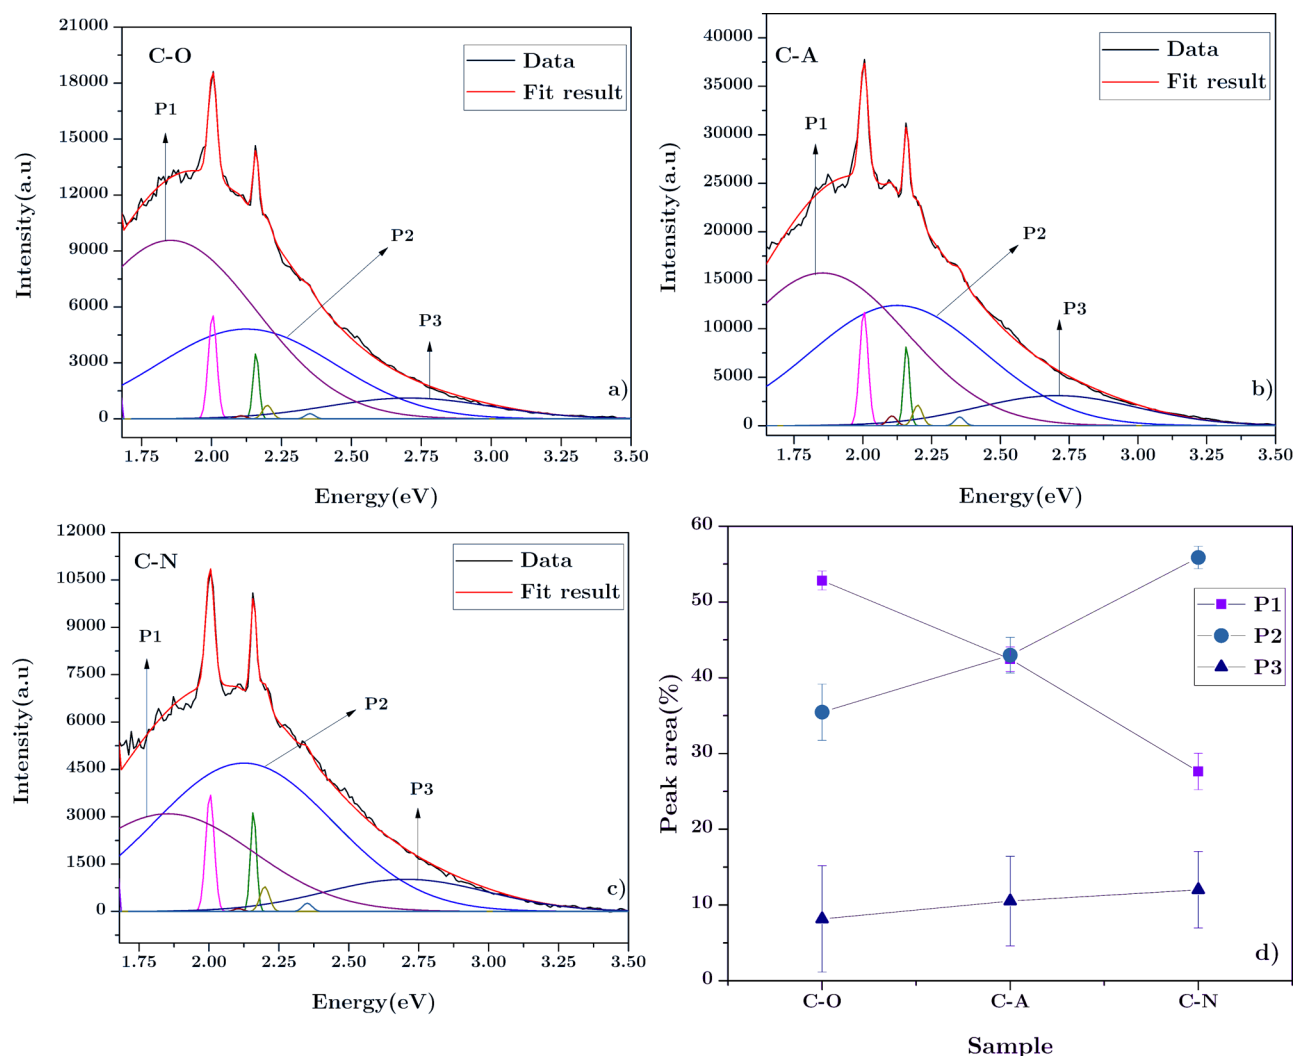 21000
18000
15000
12000
9000
6000
3000
0
Intensity(a.u)
C-O
P1
P2
P3
Data
Fit result
a)
1.75 2.00 2.25 2.50 2.75 3.00 3.25 3.50
Energy(eV)
40000
37500
35000
30000
25000
20000
15000
10000
5000
0
Intensity(a.u)
C-A
P1
P2
P3
Data
Fit result
b)
1.75 2.00 2.25 2.50 2.75 3.00 3.25 3.50
Energy(eV)
12000
10500
9000
7500
6000
4500
3000
1500
0
Intensity(a.u)
C-N
P1
P2
P3
Data
Fit result
c)
1.75 2.00 2.25 2.50 2.75 3.00 3.25 3.50
Energy(eV)
60
50
40
30
20
10
0
Peak area(%)
P1
P2
P3
d)
C-O C-A C-N
Sample